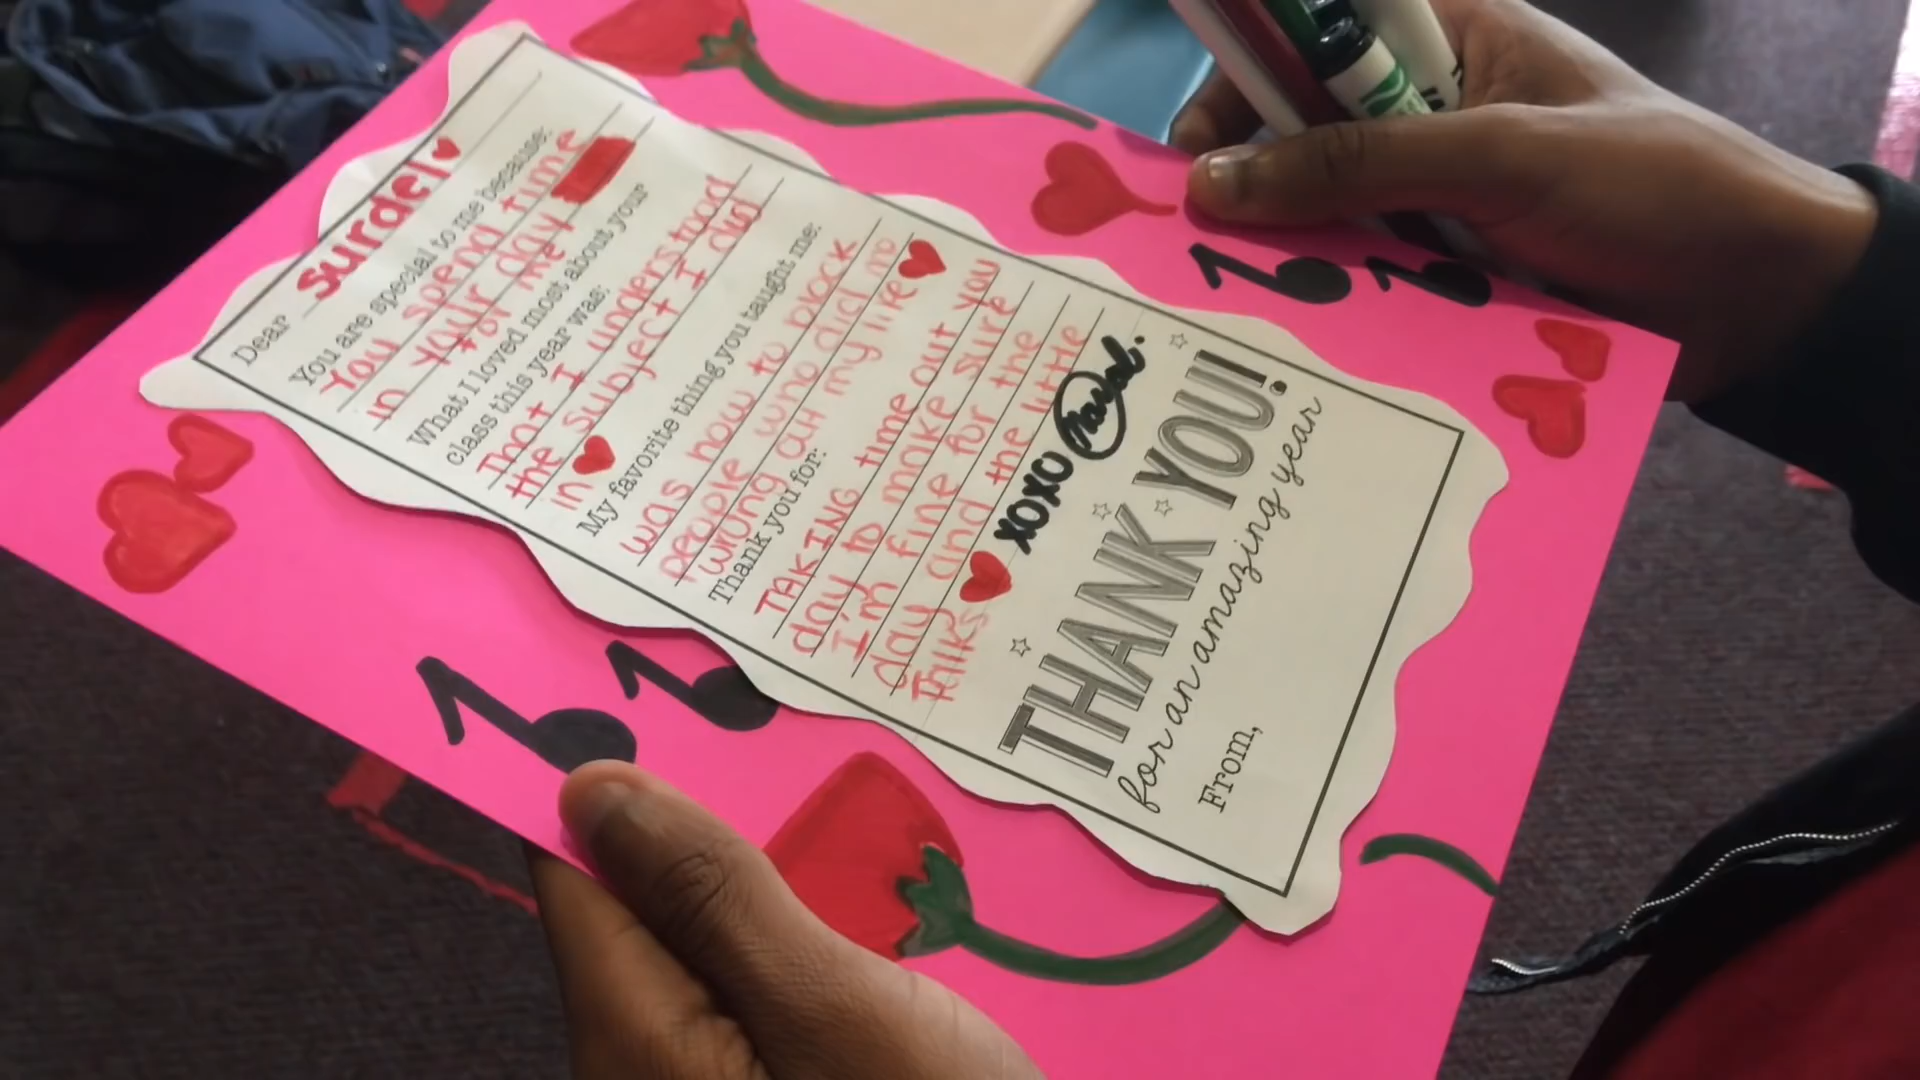 Dear Surdel
You are special to me because:
You spend time
in your day
for me
What I loved most about your
class this year was:
That I understood
the subject I did
in
My favorite thing you taught me:
was how to block
people who did me
wrong out my life
Thank you for:
TAKING time out you
day to make sure
I'm fine for the
day and the little
Talks
xoxo
THANK YOU!
for an amazing year
From,